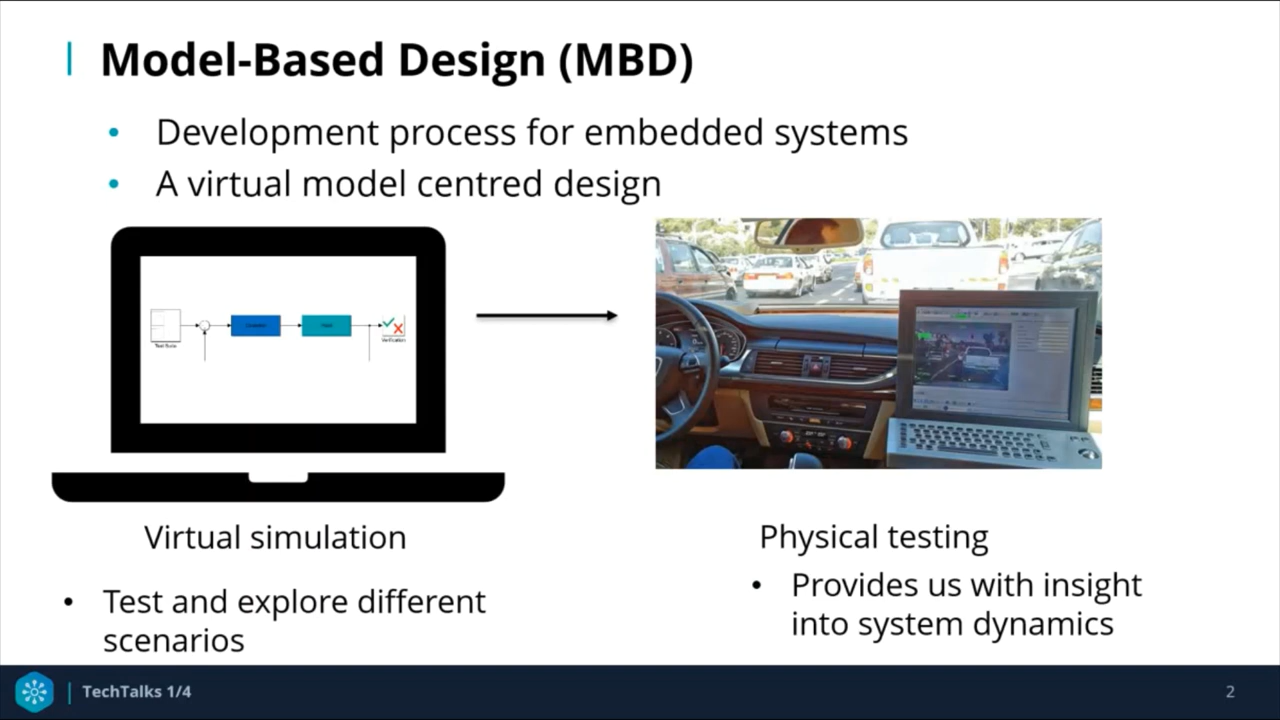 Model-Based Design (MBD)
• Development process for embedded systems
• A virtual model centred design
Verification
Virtual simulation
• Test and explore different
scenarios
Physical testing
• Provides us with insight
into system dynamics
TechTalks 1/4
2